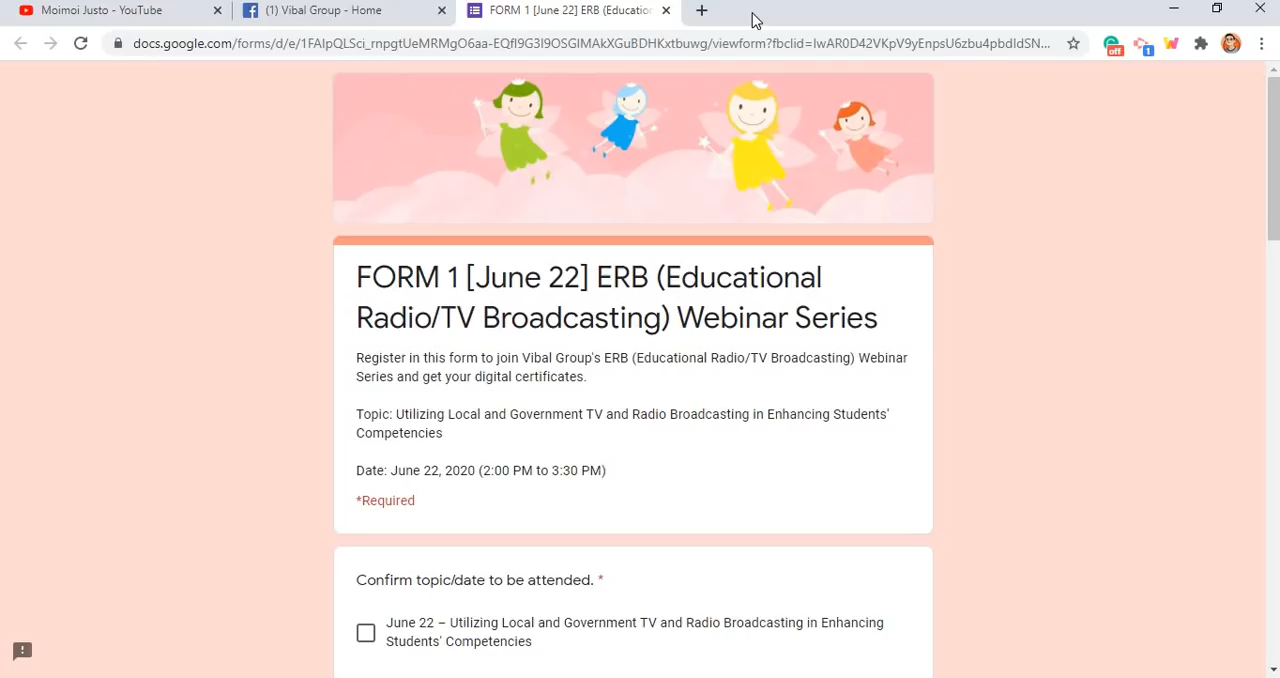 Moimoi Justo - YouTube
(1) Vibal Group - Home
FORM 1 [June 22] ERB (Educatio
docs.google.com/forms/d/e/1FAIpQLSci_rnpgtUeMRMgO6aa-EQfI9G3I9OSGIMAkXGuBDHKxtbuwg/viewform?fbclid=IwAR0D42VKpV9yEnpsU6zbu4pbdIdSN...
off
1
FORM 1 [June 22] ERB (Educational
Radio/TV Broadcasting) Webinar Series
Register in this form to join Vibal Group's ERB (Educational Radio/TV Broadcasting) Webinar
Series and get your digital certificates.
Topic: Utilizing Local and Government TV and Radio Broadcasting in Enhancing Students'
Competencies
Date: June 22, 2020 (2:00 PM to 3:30 PM)
*Required
Confirm topic/date to be attended. *
June 22 – Utilizing Local and Government TV and Radio Broadcasting in Enhancing
Students' Competencies